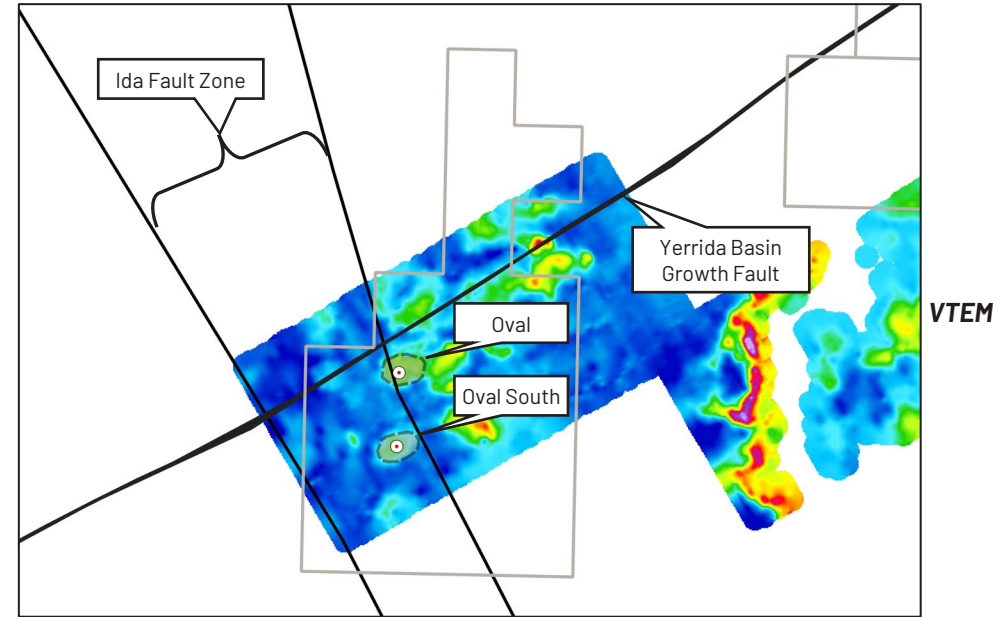 Ida Fault Zone
Yerrida Basin
Growth Fault
VTEM
Oval
Oval South